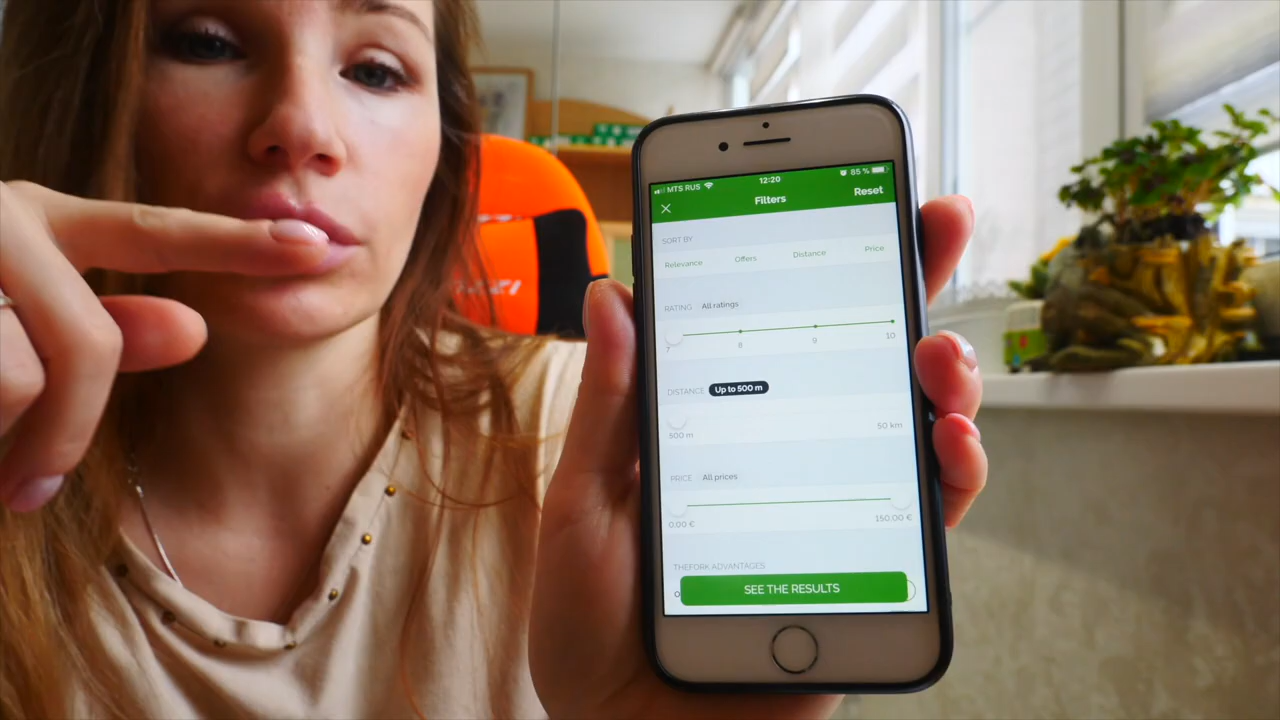 MTS RUS 12:20 85 %
Filters Reset
SORT BY
Relevance Offers Distance Price
RATING All ratings
7 8 9 10
DISTANCE Up to 500 m
500 m 50 km
PRICE All prices
0.00 € 150.00 €
THEFORK ADVANTAGES
SEE THE RESULTS